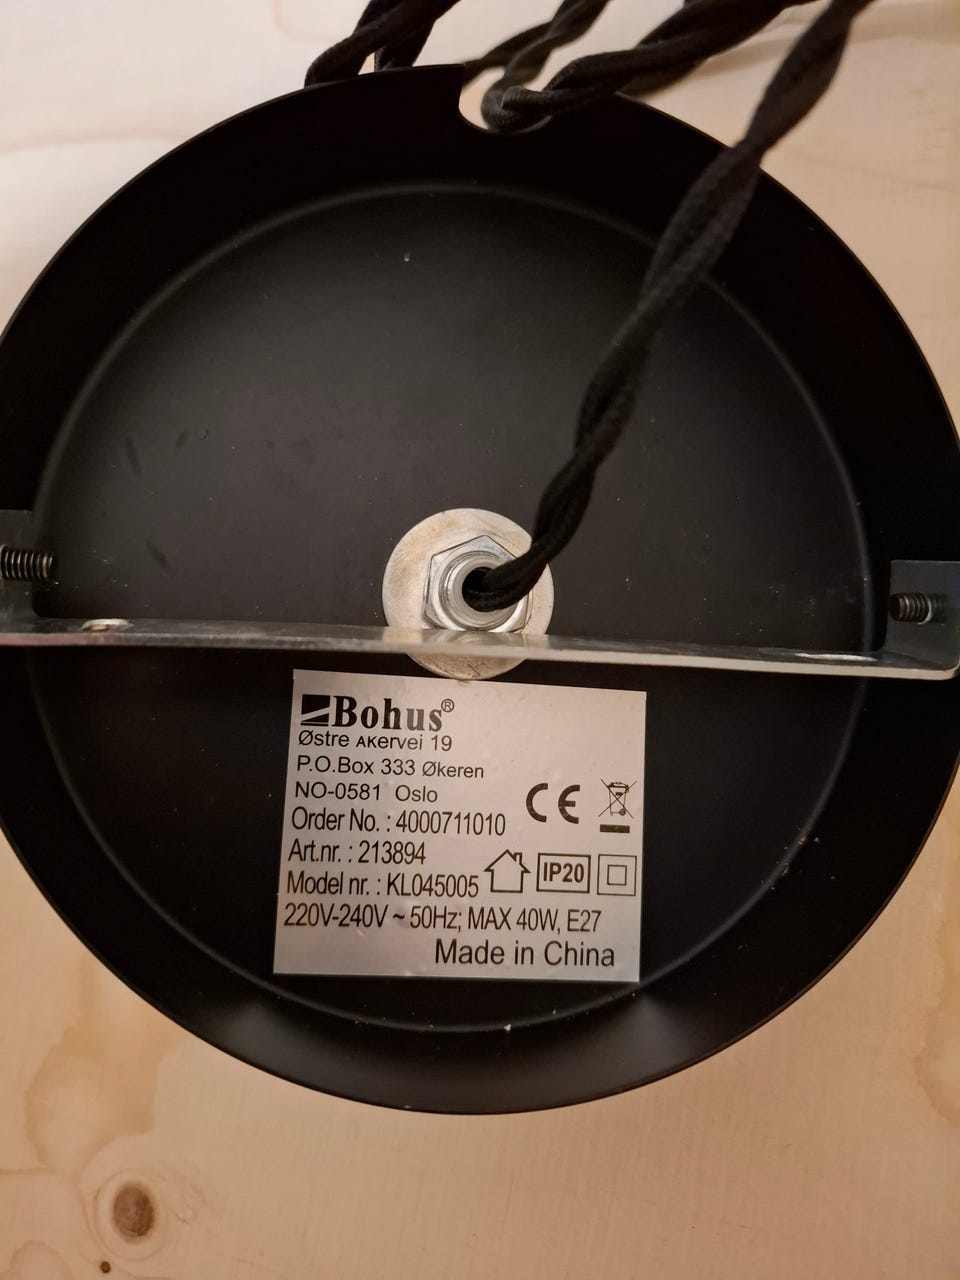 Bohus®
Østre AKervei 19
P.O.Box 333 Økeren
NO-0581 Oslo
CE
Order No. : 4000711010
Art.nr. : 213894
Model nr. : KL045005
IP20
220V-240V ~ 50Hz; MAX 40W, E27
Made in China